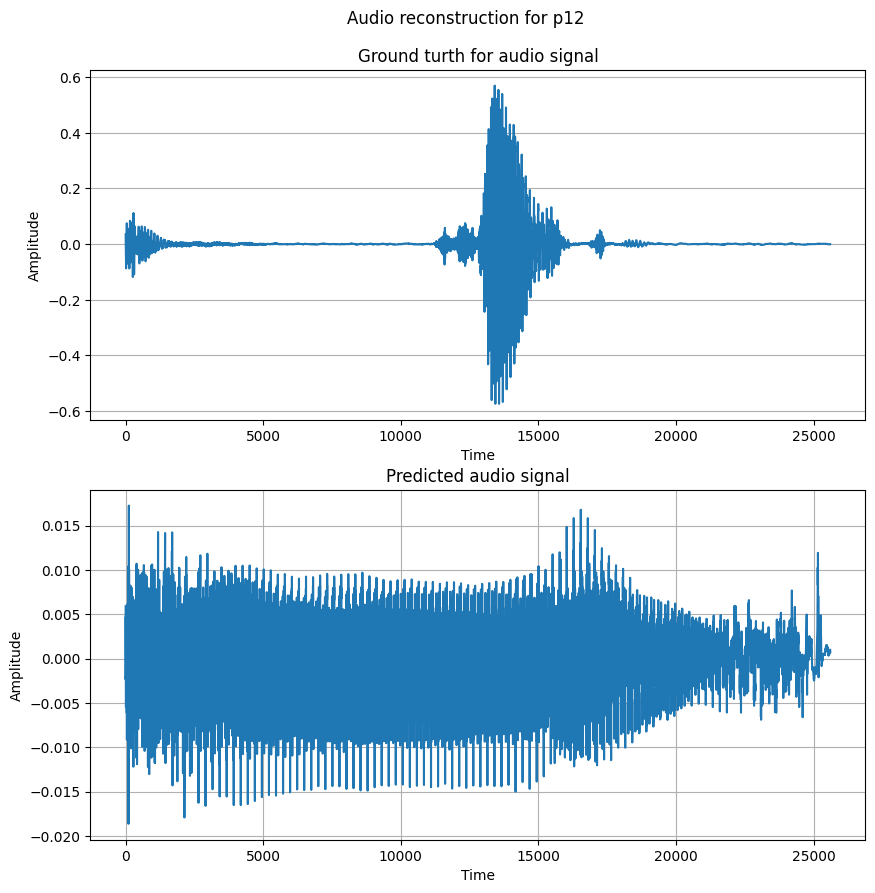 Audio reconstruction for p12
Ground turth for audio signal
0.6
0.4
0.2
0.0
−0.2
−0.4
−0.6
Amplitude
0 5000 10000 15000 20000 25000
Time
Predicted audio signal
0.015
0.010
0.005
0.000
−0.005
−0.010
−0.015
−0.020
Amplitude
0 5000 10000 15000 20000 25000
Time